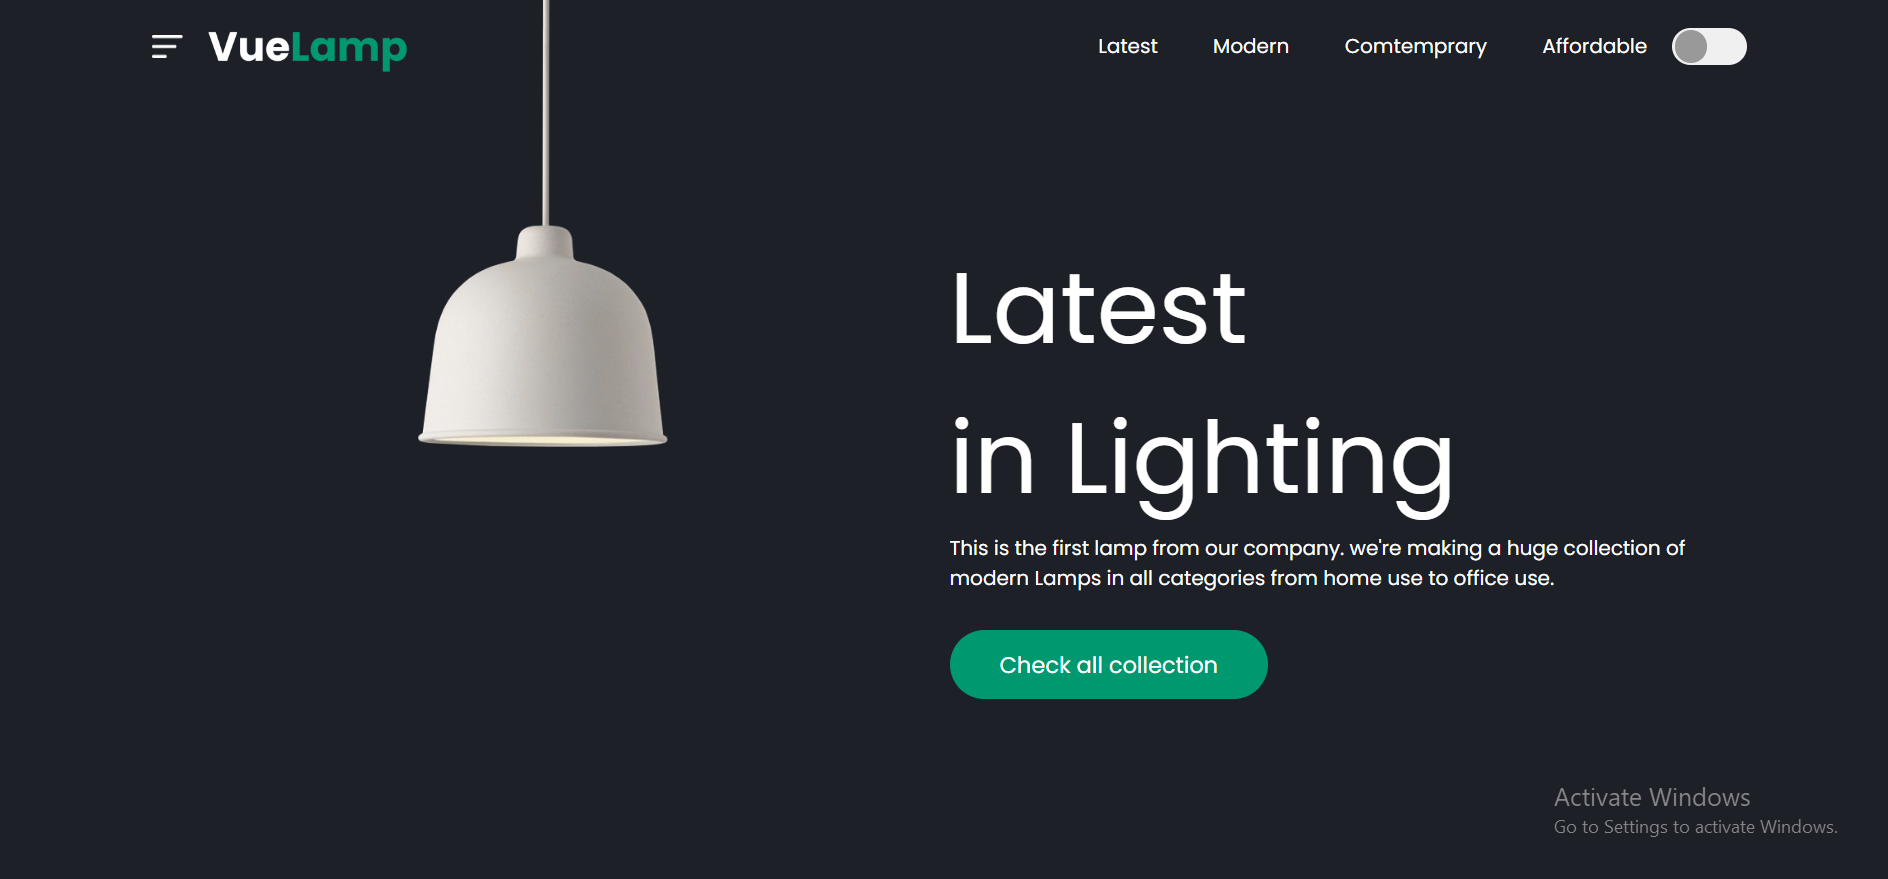 VueLamp
Latest
Modern
Comtemprary
Affordable
Latest
in Lighting
This is the first lamp from our company. we're making a huge collection of
modern Lamps in all categories from home use to office use.
Check all collection
Activate Windows
Go to Settings to activate Windows.